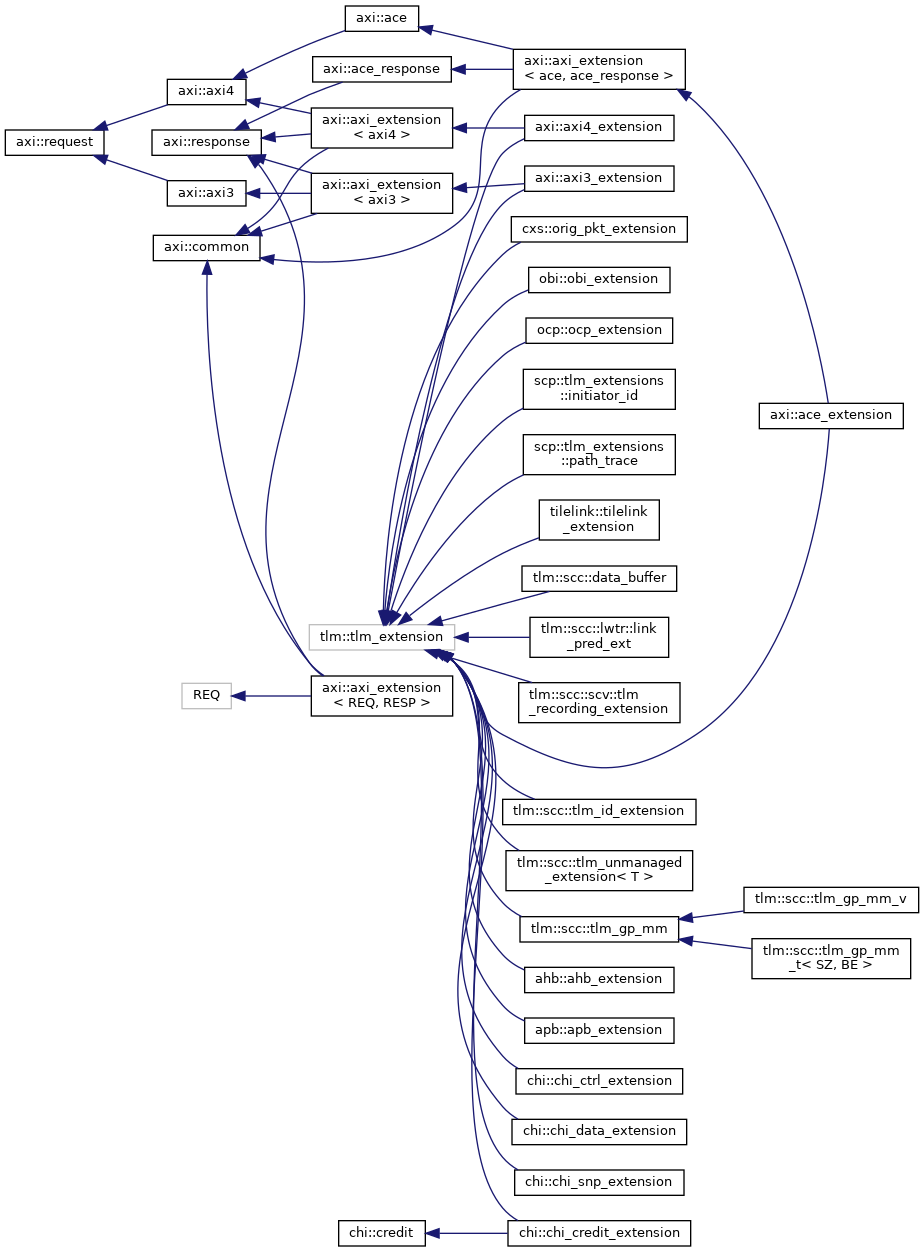 axi::ace
axi::axi_extension
< ace, ace_response >
axi::ace_response
axi::axi4
axi::axi_extension
< axi4 >
axi::axi4_extension
axi::request
axi::response
axi::axi3
axi::axi_extension
< axi3 >
axi::axi3_extension
cxs::orig_pkt_extension
axi::common
obi::obi_extension
ocp::ocp_extension
scp::tlm_extensions
::initiator_id
axi::ace_extension
scp::tlm_extensions
::path_trace
tilelink::tilelink
_extension
tlm::scc::data_buffer
tlm::tlm_extension
tlm::scc::lwtr::link
_pred_ext
REQ
axi::axi_extension
< REQ, RESP >
tlm::scc::scv::tlm
_recording_extension
tlm::scc::tlm_id_extension
tlm::scc::tlm_unmanaged
_extension< T >
tlm::scc::tlm_gp_mm
tlm::scc::tlm_gp_mm_v
tlm::scc::tlm_gp_mm
_t< SZ, BE >
ahb::ahb_extension
apb::apb_extension
chi::chi_ctrl_extension
chi::chi_data_extension
chi::chi_snp_extension
chi::credit
chi::chi_credit_extension